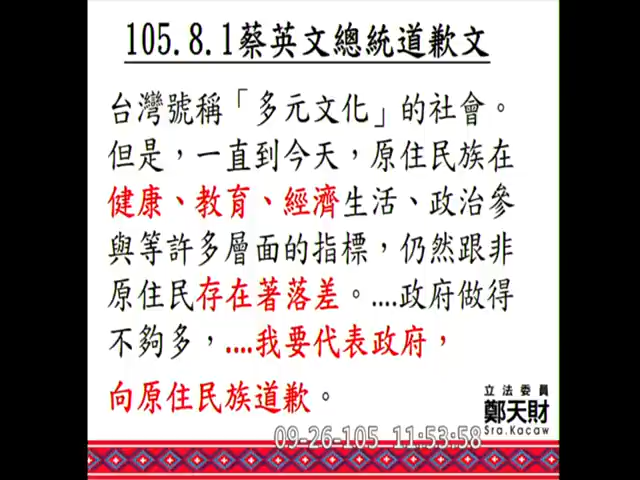 105.8.1蔡英文總統道歉文
台灣號稱「多元文化」的社會。
但是，一直到今天，原住民族在
健康、教育、經濟生活、政治參
與等許多層面的指標，仍然跟非
原住民存在著落差。....政府做得
不夠多，....我要代表政府，
向原住民族道歉。
立法委員
鄭天財
Sra.Kacaw
09-26-105 11:53:58